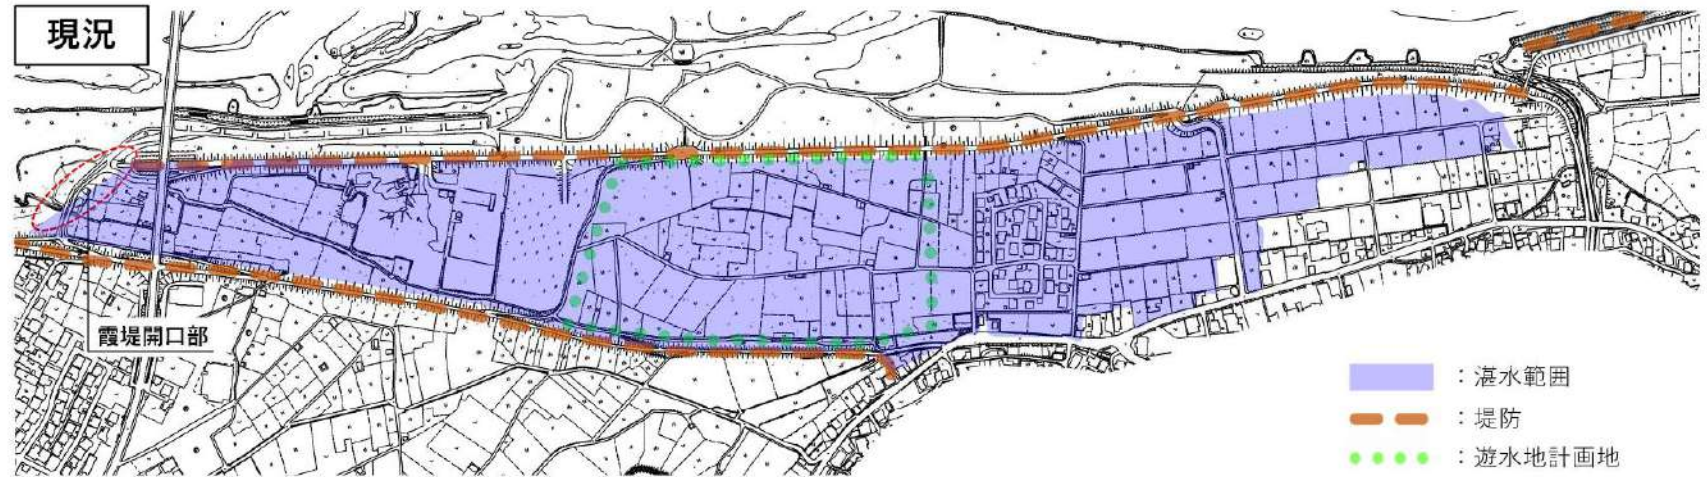 現況
霞堤開口部
：湛水範囲
：堤防
：遊水地計画地